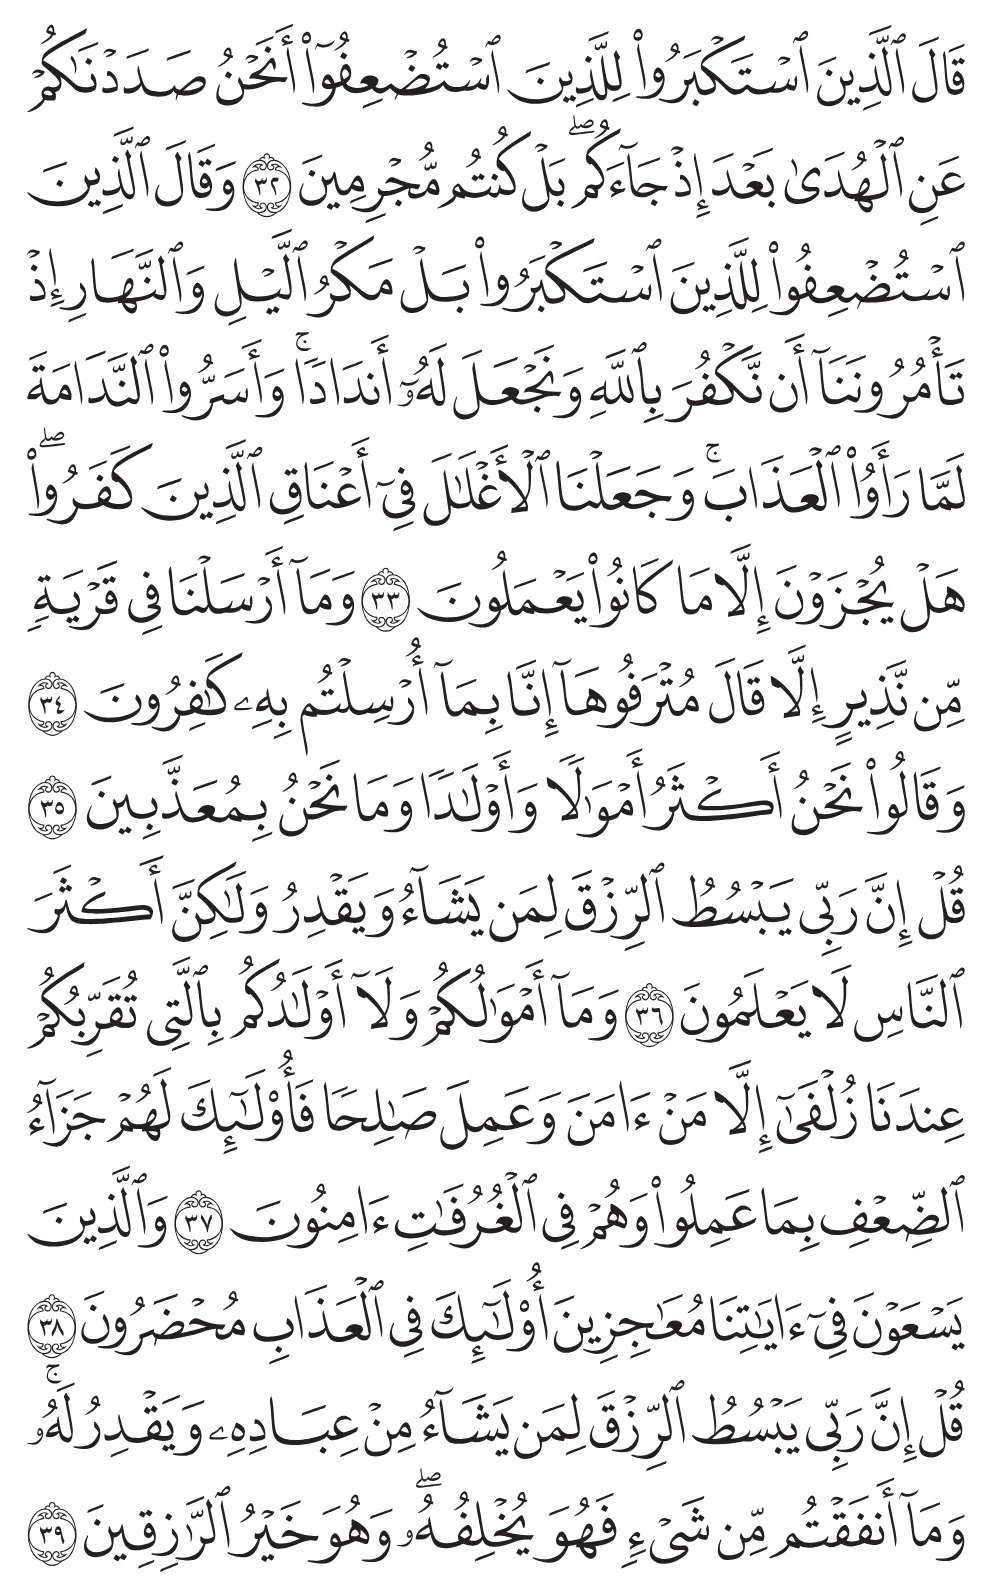 قَالَ ٱلَّذِينَ ٱسۡتَكۡبَرُواْ لِلَّذِينَ ٱسۡتُضۡعِفُوٓاْ أَنَحۡنُ صَدَدۡنَٰكُمۡ
عَنِ ٱلۡهُدَىٰ بَعۡدَ إِذۡ جَآءَكُمۖ بَلۡ كُنتُم مُّجۡرِمِينَ ٣٢ وَقَالَ ٱلَّذِينَ
ٱسۡتُضۡعِفُواْ لِلَّذِينَ ٱسۡتَكۡبَرُواْ بَلۡ مَكۡرُ ٱلَّيۡلِ وَٱلنَّهَارِ إِذۡ
تَأۡمُرُونَنَآ أَن نَّكۡفُرَ بِٱللَّهِ وَنَجۡعَلَ لَهُۥٓ أَندَادٗاۚ وَأَسَرُّواْ ٱلنَّدَامَةَ
لَمَّا رَأَوُاْ ٱلۡعَذَابَۚ وَجَعَلۡنَا ٱلۡأَغۡلَٰلَ فِيٓ أَعۡنَاقِ ٱلَّذِينَ كَفَرُواْۖ
هَلۡ يُجۡزَوۡنَ إِلَّا مَا كَانُواْ يَعۡمَلُونَ ٣٣ وَمَآ أَرۡسَلۡنَا فِي قَرۡيَةٖ
مِّن نَّذِيرٍ إِلَّا قَالَ مُتۡرَفُوهَآ إِنَّا بِمَآ أُرۡسِلۡتُم بِهِۦ كَٰفِرُونَ ٣٤
وَقَالُواْ نَحۡنُ أَكۡثَرُ أَمۡوَٰلٗا وَأَوۡلَٰدٗا وَمَا نَحۡنُ بِمُعَذَّبِينَ ٣٥
قُلۡ إِنَّ رَبِّي يَبۡسُطُ ٱلرِّزۡقَ لِمَن يَشَآءُ وَيَقۡدِرُ وَلَٰكِنَّ أَكۡثَرَ
ٱلنَّاسِ لَا يَعۡلَمُونَ ٣٦ وَمَآ أَمۡوَٰلُكُمۡ وَلَآ أَوۡلَٰدُكُم بِٱلَّتِي تُقَرِّبُكُمۡ
عِندَنَا زُلۡفَىٰٓ إِلَّا مَنۡ ءَامَنَ وَعَمِلَ صَٰلِحٗا فَأُوْلَٰٓئِكَ لَهُمۡ جَزَآءُ
ٱلضِّعۡفِ بِمَا عَمِلُواْ وَهُمۡ فِي ٱلۡغُرُفَٰتِ ءَامِنُونَ ٣٧ وَٱلَّذِينَ
يَسۡعَوۡنَ فِيٓ ءَايَٰتِنَا مُعَٰجِزِينَ أُوْلَٰٓئِكَ فِي ٱلۡعَذَابِ مُحۡضَرُونَ ٣٨
قُلۡ إِنَّ رَبِّي يَبۡسُطُ ٱلرِّزۡقَ لِمَن يَشَآءُ مِنۡ عِبَادِهِۦ وَيَقۡدِرُ لَهُۥۚ
وَمَآ أَنفَقۡتُم مِّن شَيۡءٖ فَهُوَ يُخۡلِفُهُۥۖ وَهُوَ خَيۡرُ ٱلرَّٰزِقِينَ ٣٩